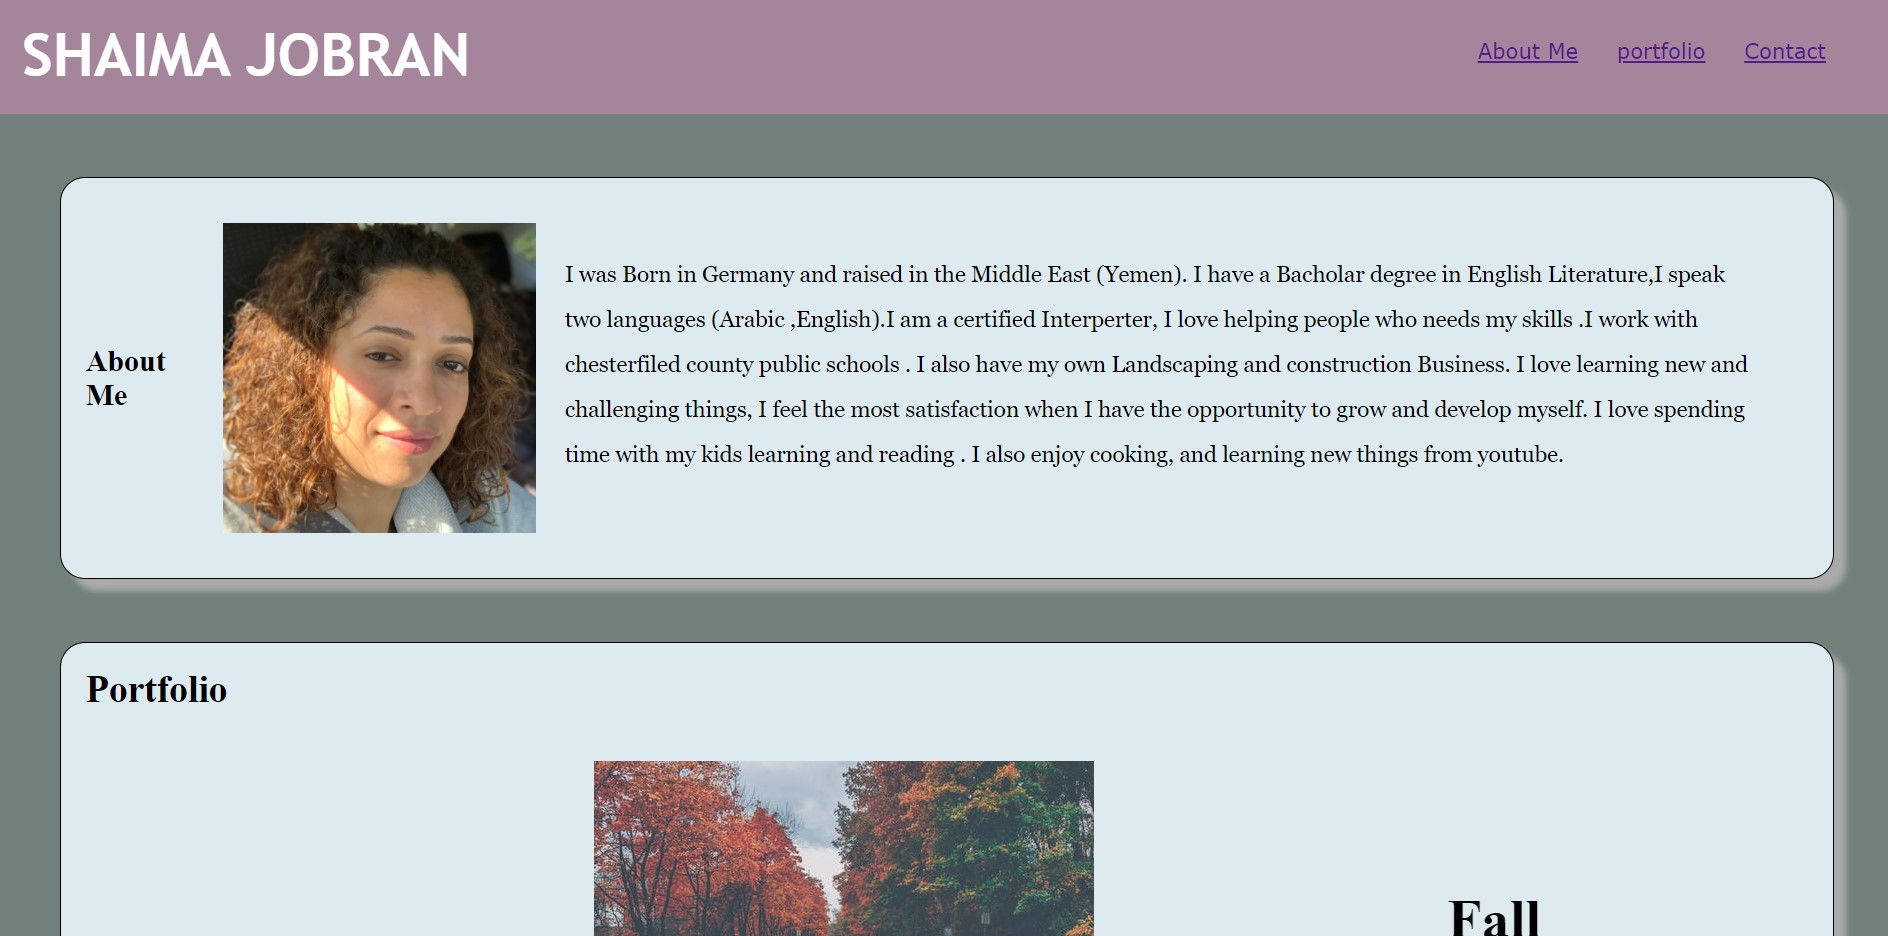 SHAIMA JOBRAN
About Me portfolio Contact
About
Me
I was Born in Germany and raised in the Middle East (Yemen). I have a Bacholar degree in English Literature,I speak
two languages (Arabic ,English).I am a certified Interperter, I love helping people who needs my skills .I work with
chesterfiled county public schools . I also have my own Landscaping and construction Business. I love learning new and
challenging things, I feel the most satisfaction when I have the opportunity to grow and develop myself. I love spending
time with my kids learning and reading . I also enjoy cooking, and learning new things from youtube.
Portfolio
Fall